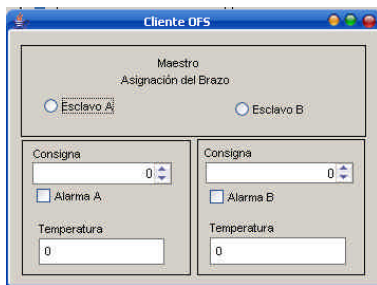 Cliente OFS
Maestro
Asignación del Brazo
Esclavo A
Esclavo B
Consigna
0
Alarma A
Temperatura
0
Consigna
0
Alarma B
Temperatura
0